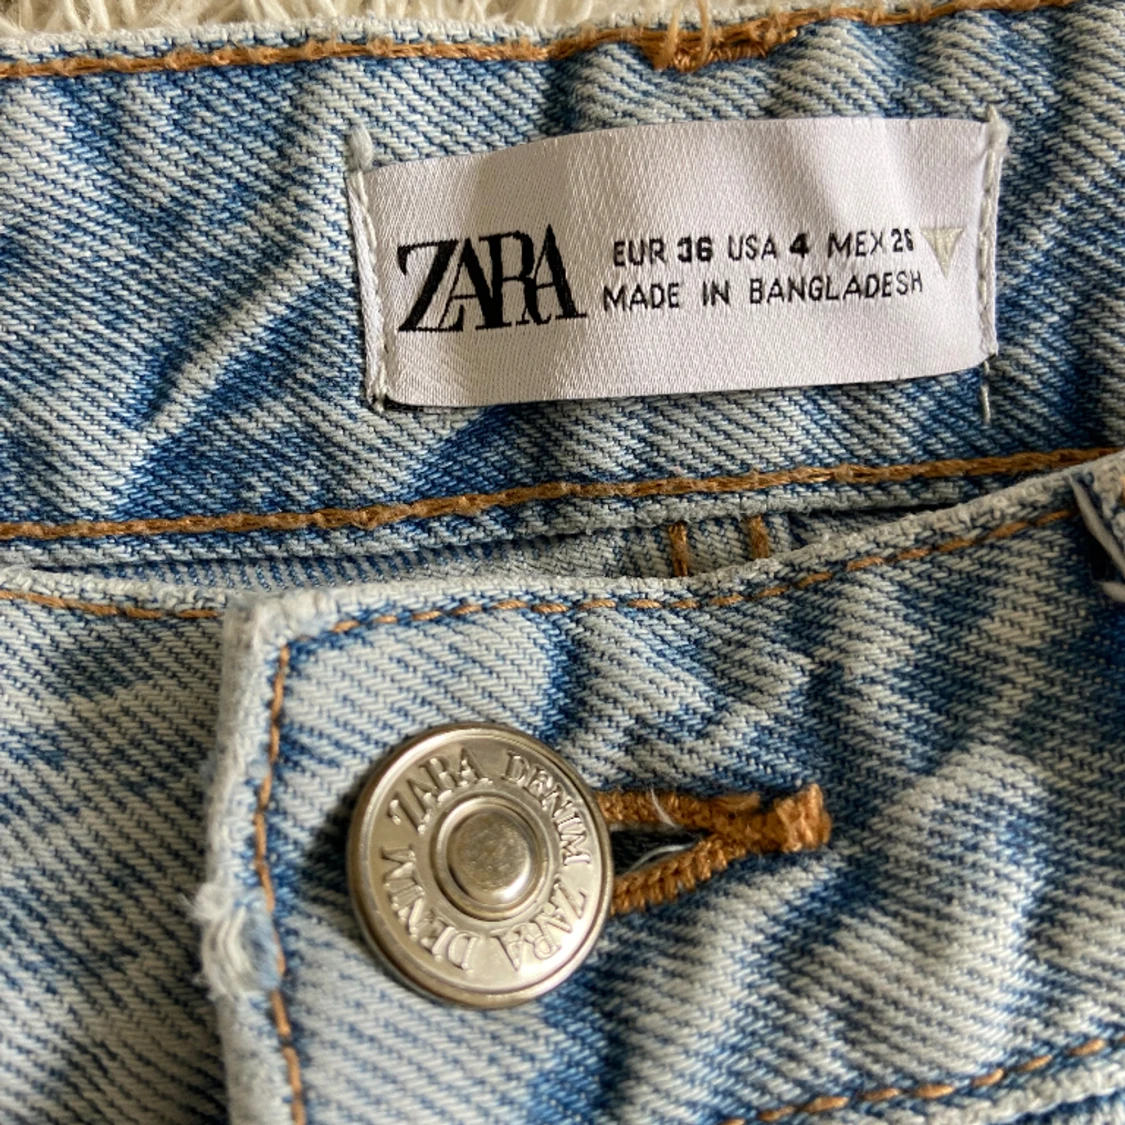 ZARA
EUR 36 USA 4 MEX 26
MADE IN BANGLADESH
ZARA DENIM ZARA DENIM